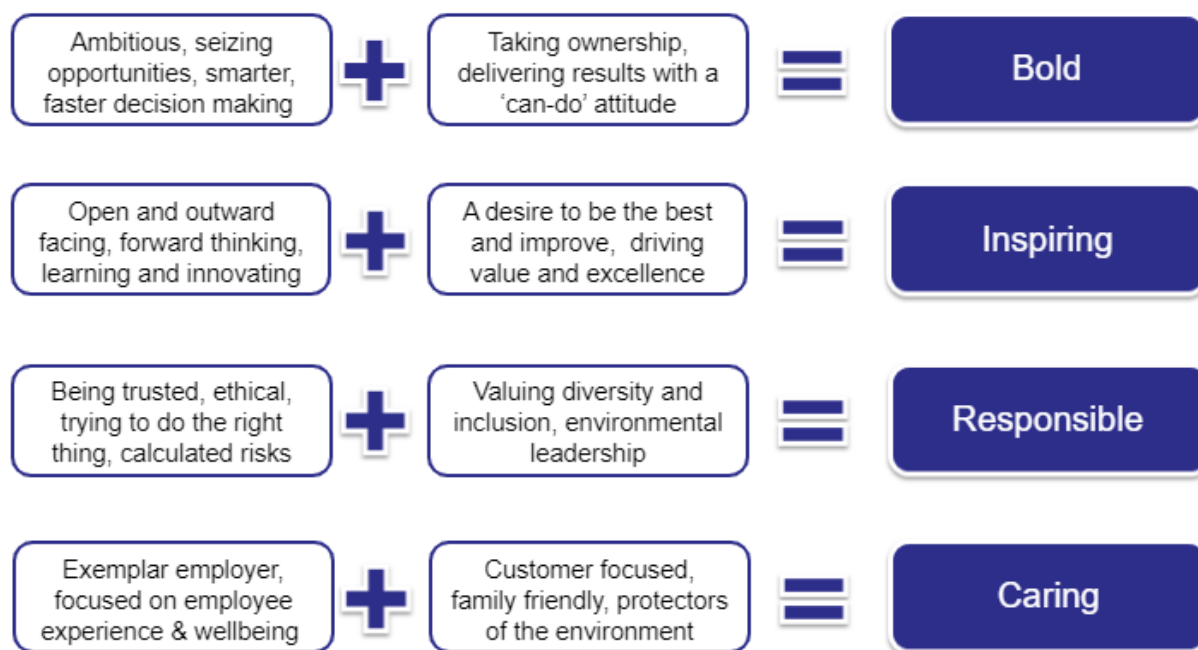 Ambitious, seizing
opportunities, smarter,
faster decision making
Taking ownership,
delivering results with a
‘can-do’ attitude
Bold
Open and outward
facing, forward thinking,
learning and innovating
A desire to be the best
and improve,  driving
value and excellence
Inspiring
Being trusted, ethical,
trying to do the right
thing, calculated risks
Valuing diversity and
inclusion, environmental
leadership
Responsible
Exemplar employer,
focused on employee
experience & wellbeing
Customer focused,
family friendly, protectors
of the environment
Caring